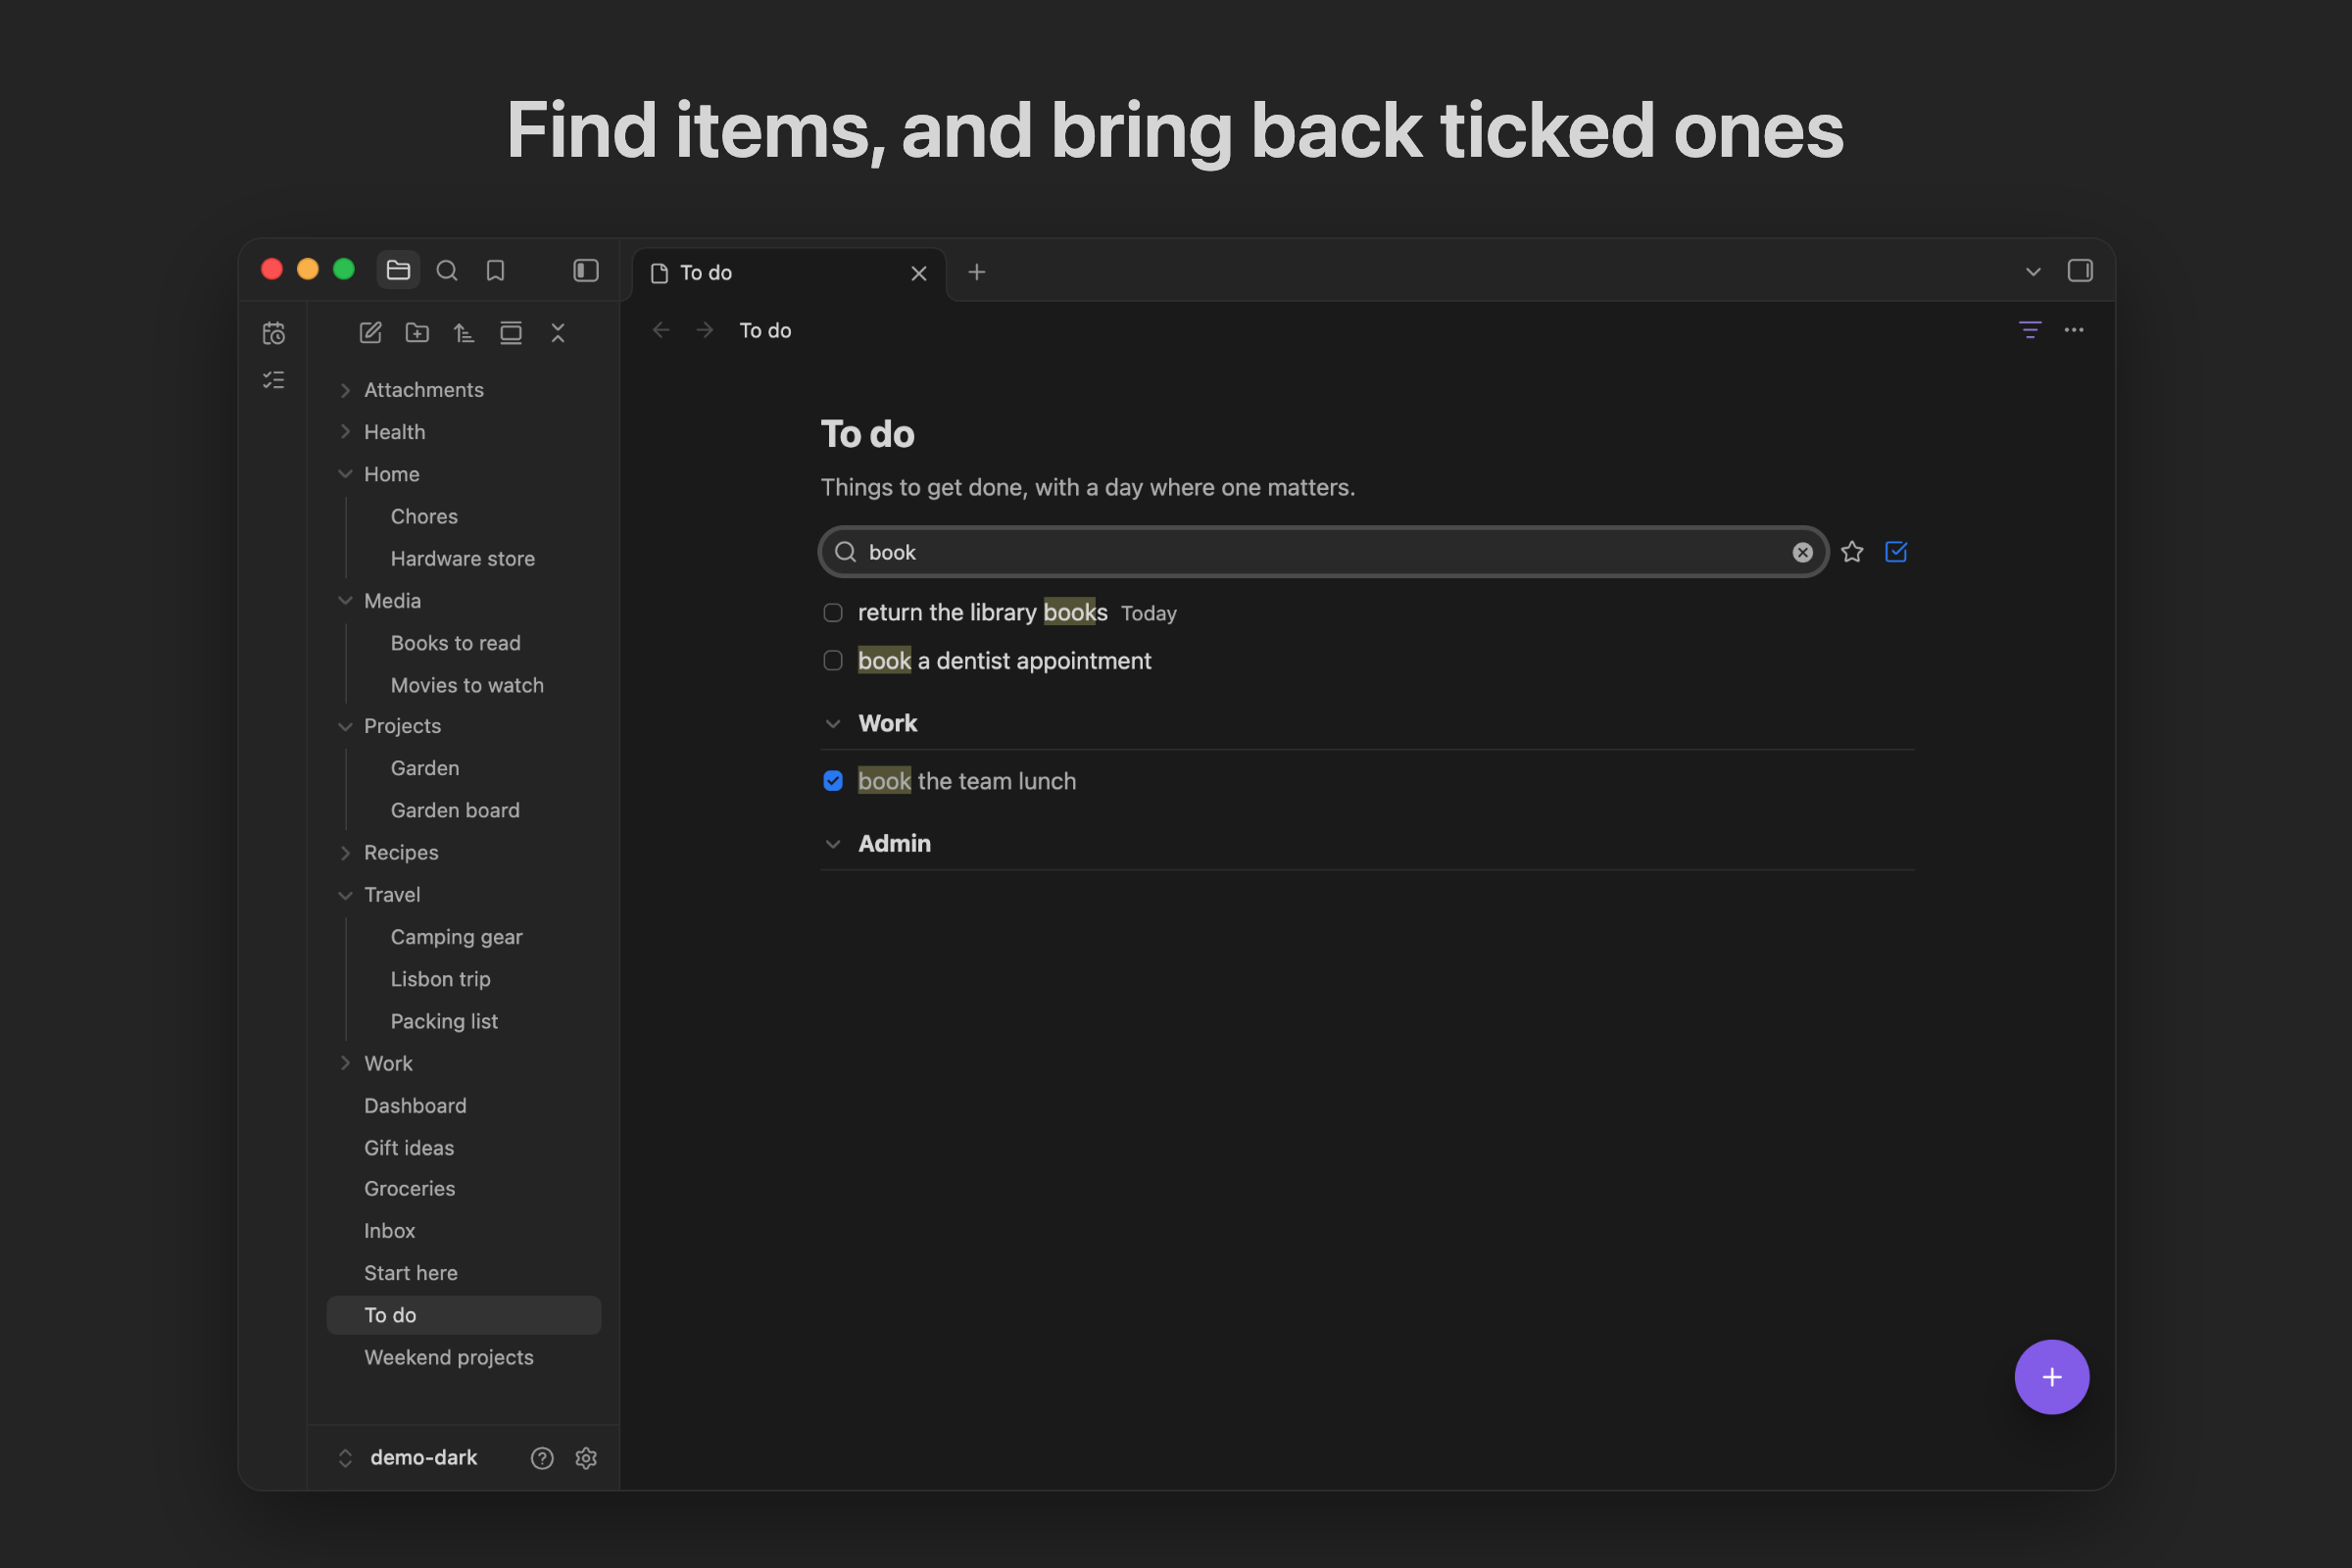 Find items, and bring back ticked ones
To do
To do
Attachments
Health
Home
Chores
Hardware store
Media
Books to read
Movies to watch
Projects
Garden
Garden board
Recipes
Travel
Camping gear
Lisbon trip
Packing list
Work
Dashboard
Gift ideas
Groceries
Inbox
Start here
To do
Weekend projects
demo-dark
To do
Things to get done, with a day where one matters.
book
return the library books Today
book a dentist appointment
Work
book the team lunch
Admin